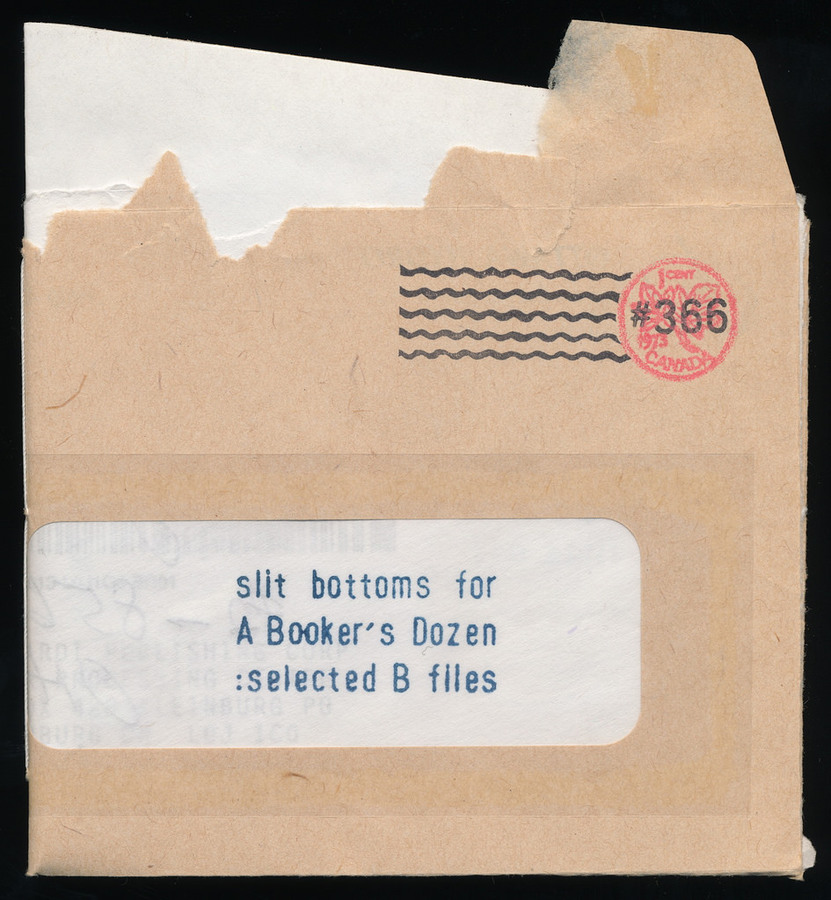 1 CENT
#366
1973
CANADA
slit bottoms for
A Booker's Dozen
:selected B files